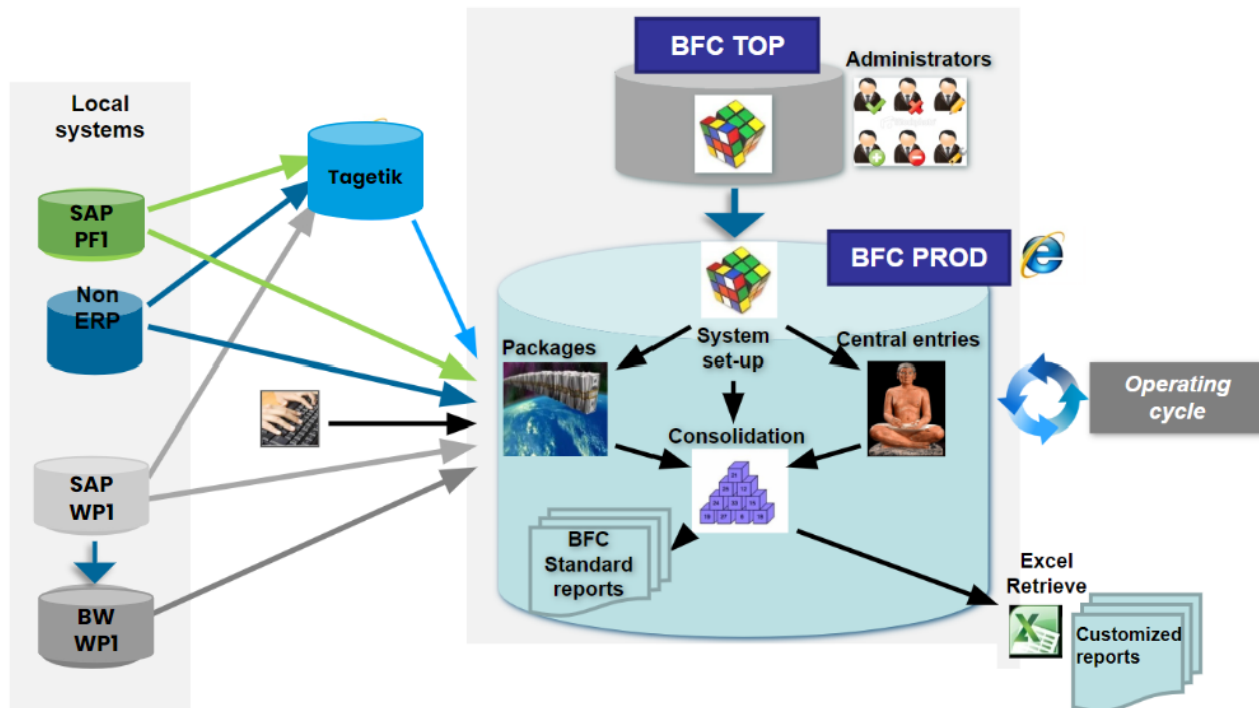 BFC TOP
Administrators
Local
systems
Tagetik
SAP
PF1
Non
ERP
BFC PROD
System
set-up
Packages
Central entries
Operating
cycle
Consolidation
SAP
WP1
BFC
Standard
reports
BW
WP1
Excel
Retrieve
Customized
reports